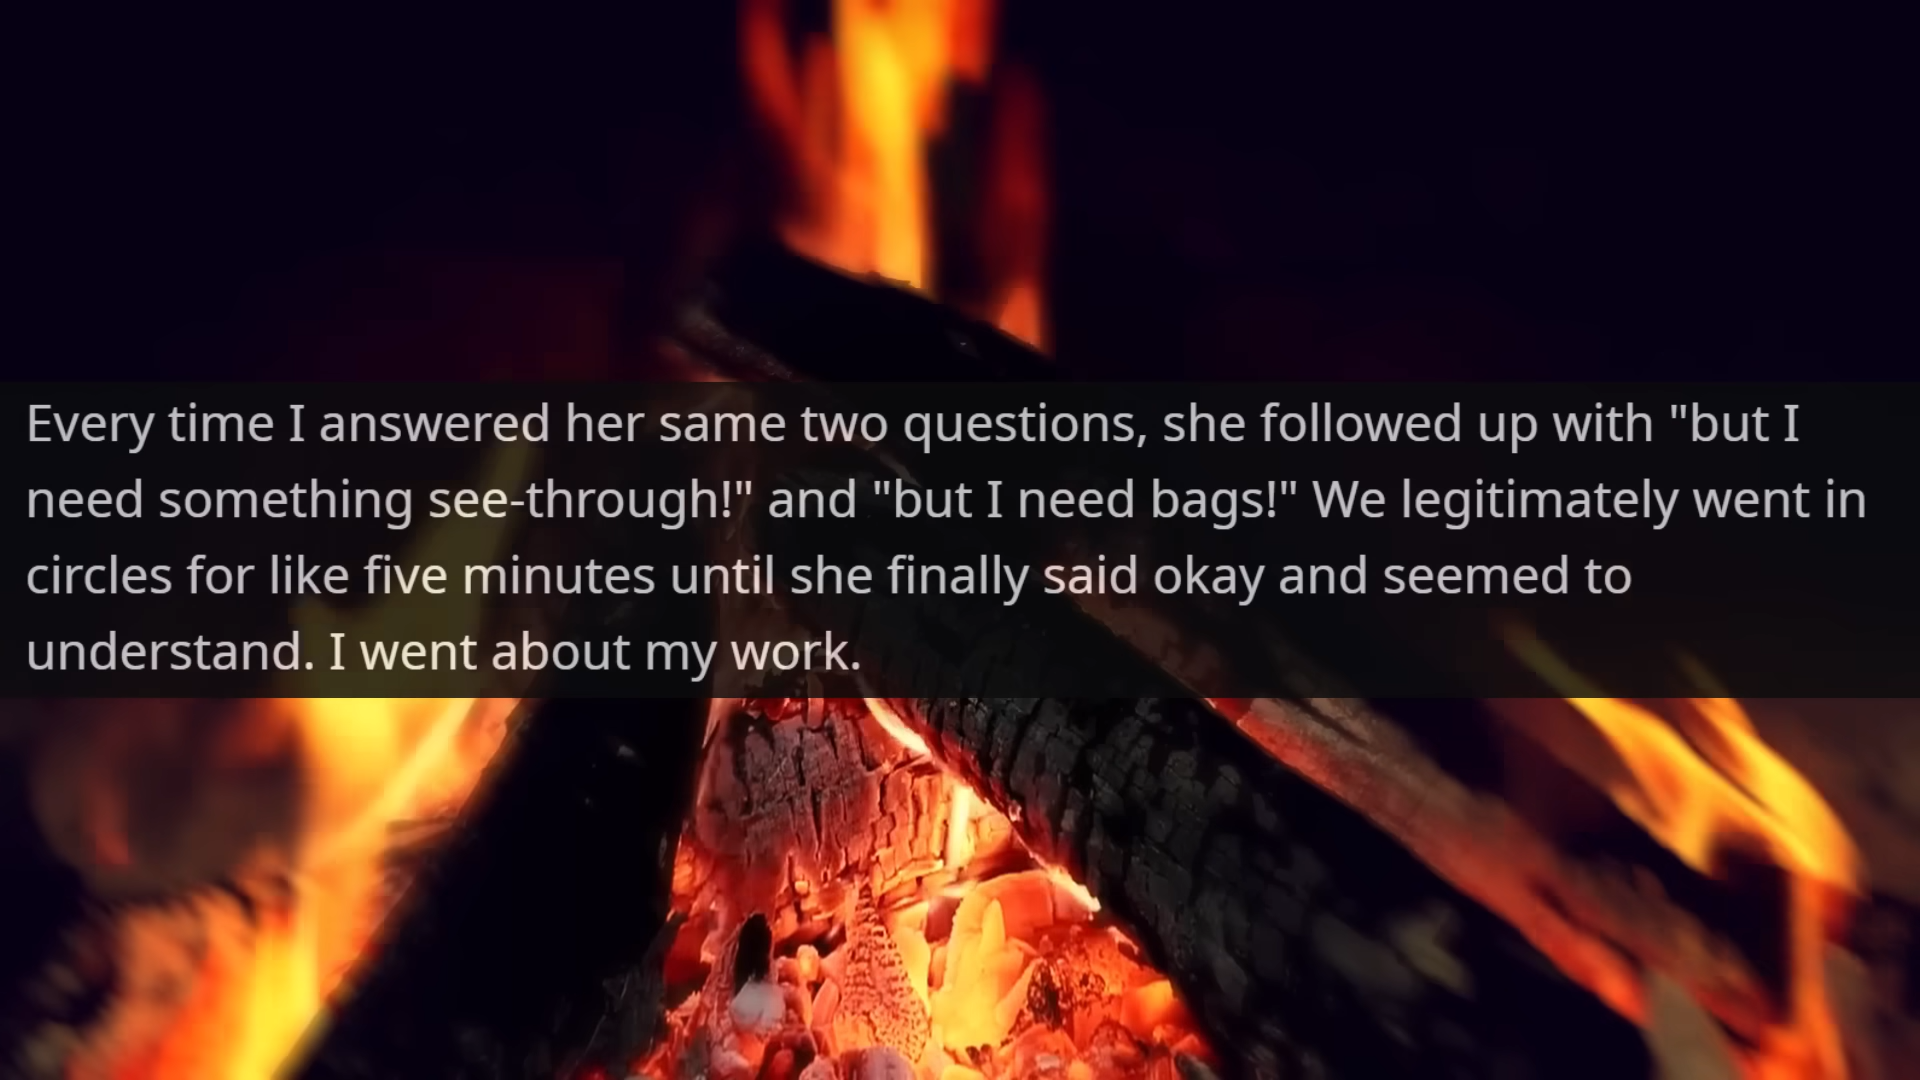 Every time I answered her same two questions, she followed up with "but I
need something see-through!" and "but I need bags!" We legitimately went in
circles for like five minutes until she finally said okay and seemed to
understand. I went about my work.